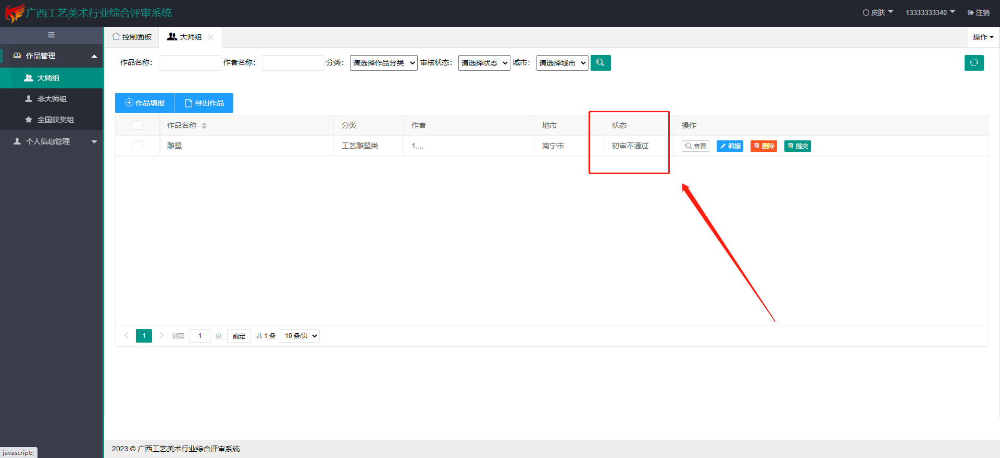 广西工艺美术行业综合评审系统
皮肤 13333333340 注销
控制面板 大师组 操作
作品管理
大师组
非大师组
全国获奖组
个人信息管理
作品名称: 作者名称: 分类: 请选择作品分类 审核状态: 请选择状态 城市: 请选择城市
作品填报 导出作品
作品名称 分类 作者 地市 状态 操作
雕塑 工艺雕塑类 1,,,, 南宁市 初审不通过 查看 编辑 删除 提交
1 到第 1 页 确定 共 1 条 10 条/页
2023 © 广西工艺美术行业综合评审系统
javascript:;